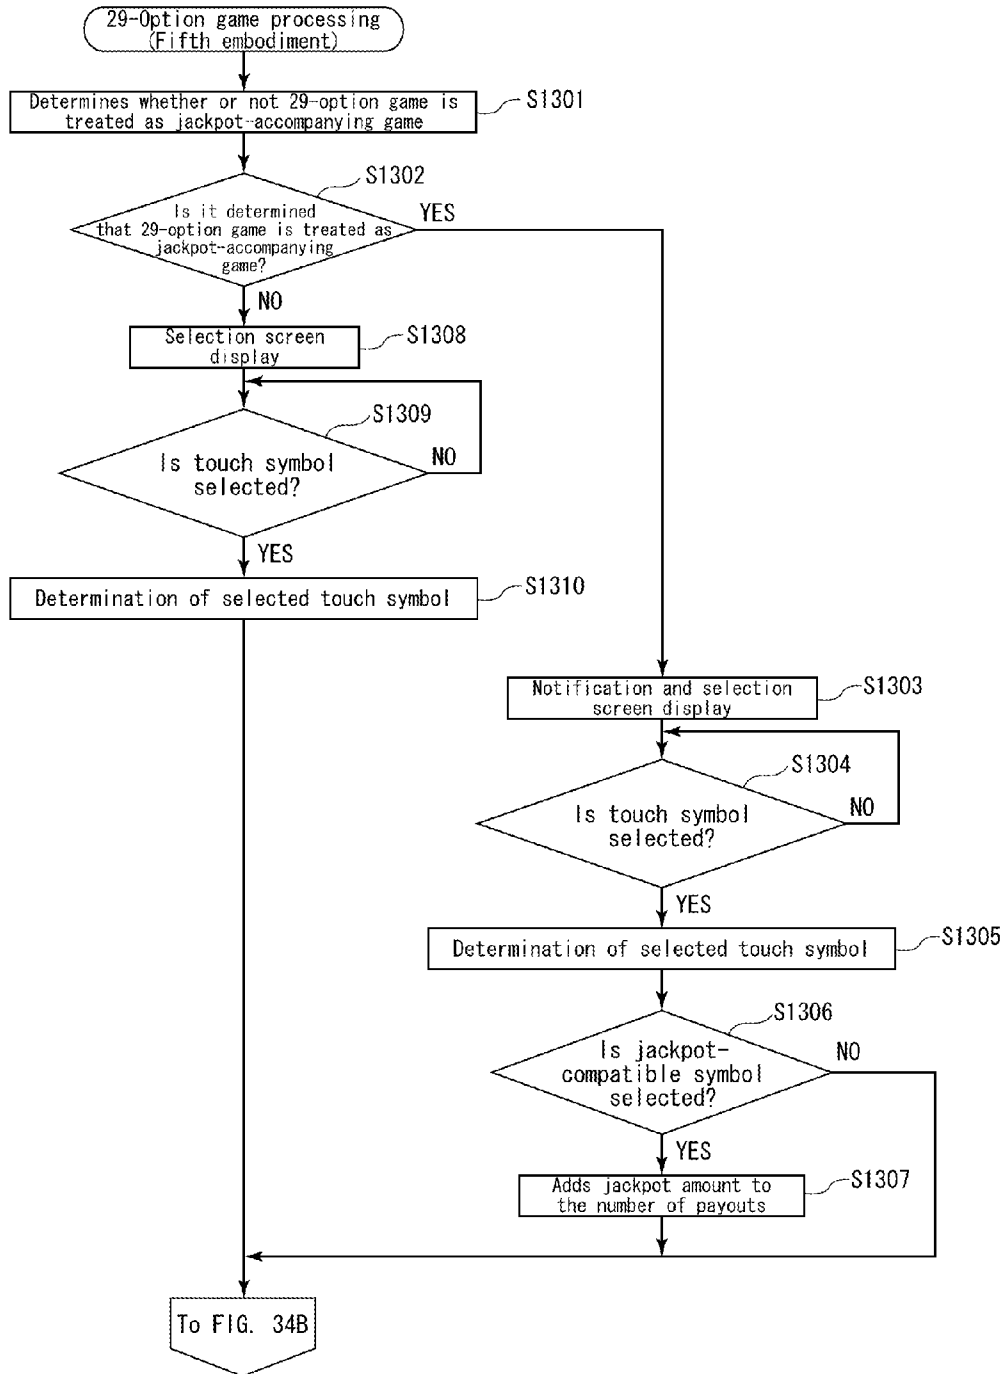 29-Option game processing
(Fifth embodiment)
Determines whether or not 29-option game is
treated as jackpot-accompanying game
S1301
S1302
Is it determined
that 29-option game is treated as
jackpot-accompanying
game?
YES
NO
Selection screen
display
S1308
S1309
Is touch symbol
selected?
NO
YES
Determination of selected touch symbol
S1310
Notification and selection
screen display
S1303
S1304
Is touch symbol
selected?
NO
YES
Determination of selected touch symbol
S1305
S1306
Is jackpot-
compatible symbol
selected?
NO
YES
Adds jackpot amount to
the number of payouts
S1307
To FIG. 34B